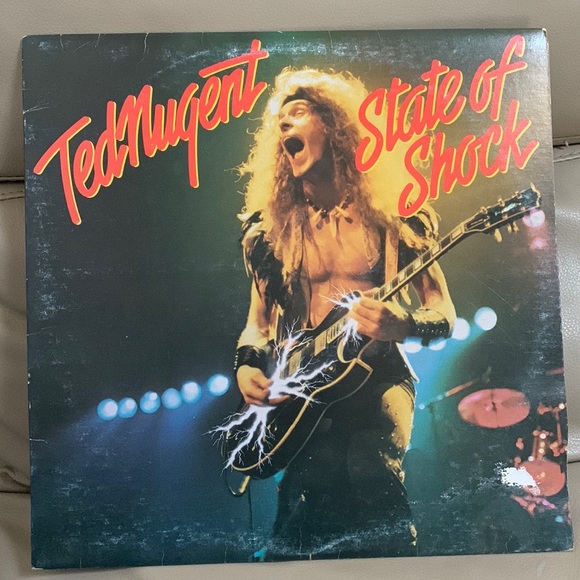 Ted Nugent
State of
Shock